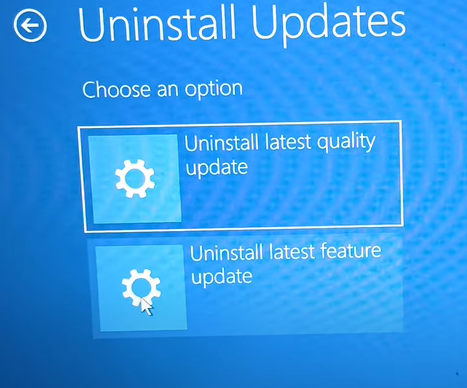 Uninstall Updates
Choose an option
Uninstall latest quality
update
Uninstall latest feature
update